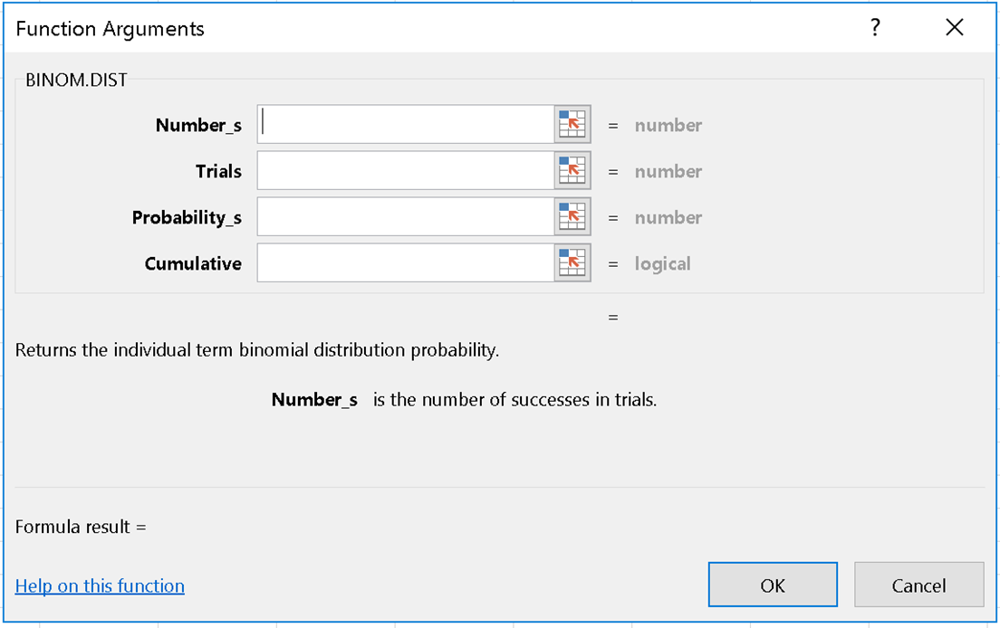 Function Arguments ?
BINOM.DIST
Number_s = number
Trials = number
Probability_s = number
Cumulative = logical
=
Returns the individual term binomial distribution probability.
Number_s is the number of successes in trials.
Formula result =
Help on this function OK Cancel